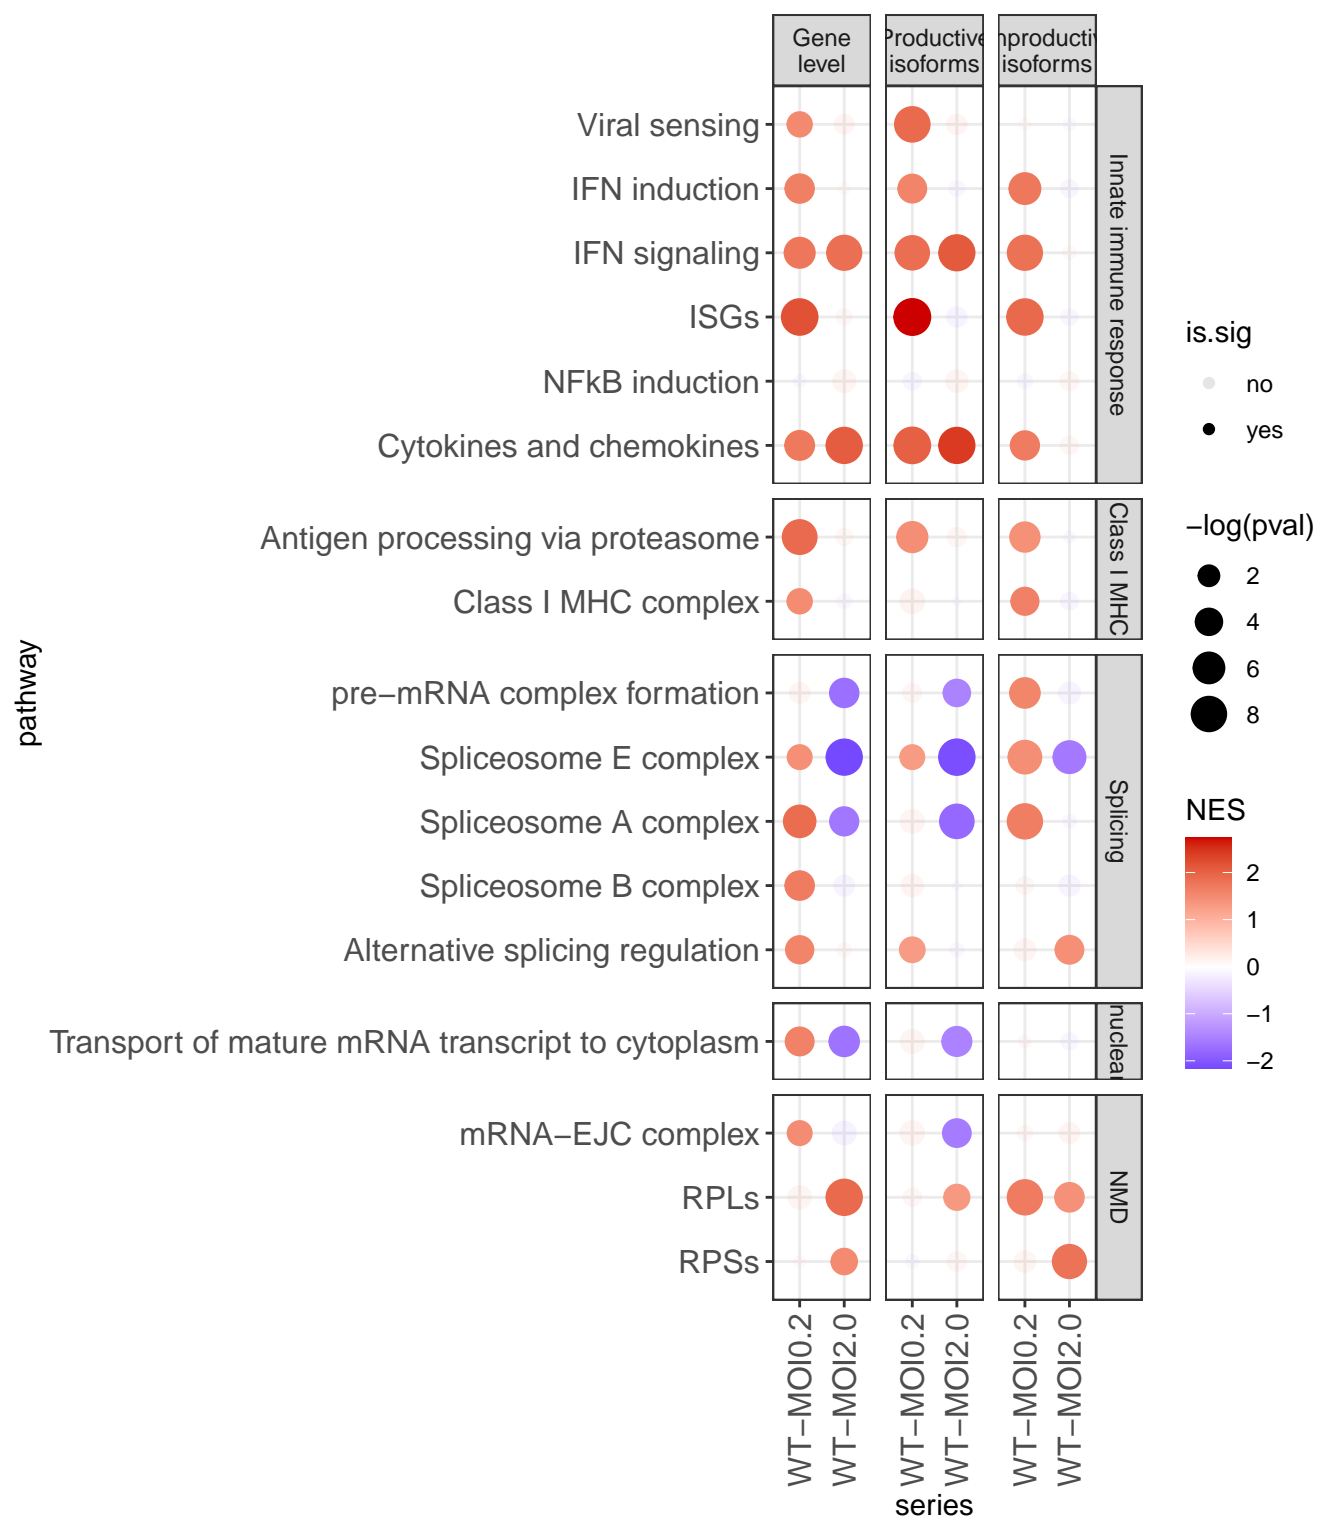 Gene
level
Productive
isoforms
nproducti
isoforms
Viral sensing
IFN induction
IFN signaling
ISGs
NFkB induction
Cytokines and chemokines
Innate immune response
Antigen processing via proteasome
Class I MHC complex
Class I MHC
pre−mRNA complex formation
Spliceosome E complex
Spliceosome A complex
Spliceosome B complex
Alternative splicing regulation
Splicing
Transport of mature mRNA transcript to cytoplasm
nuclear
mRNA−EJC complex
RPLs
RPSs
NMD
WT−MOI0.2
WT−MOI2.0
WT−MOI0.2
WT−MOI2.0
WT−MOI0.2
WT−MOI2.0
series
pathway
is.sig
no
yes
−log(pval)
2
4
6
8
NES
2
1
0
−1
−2